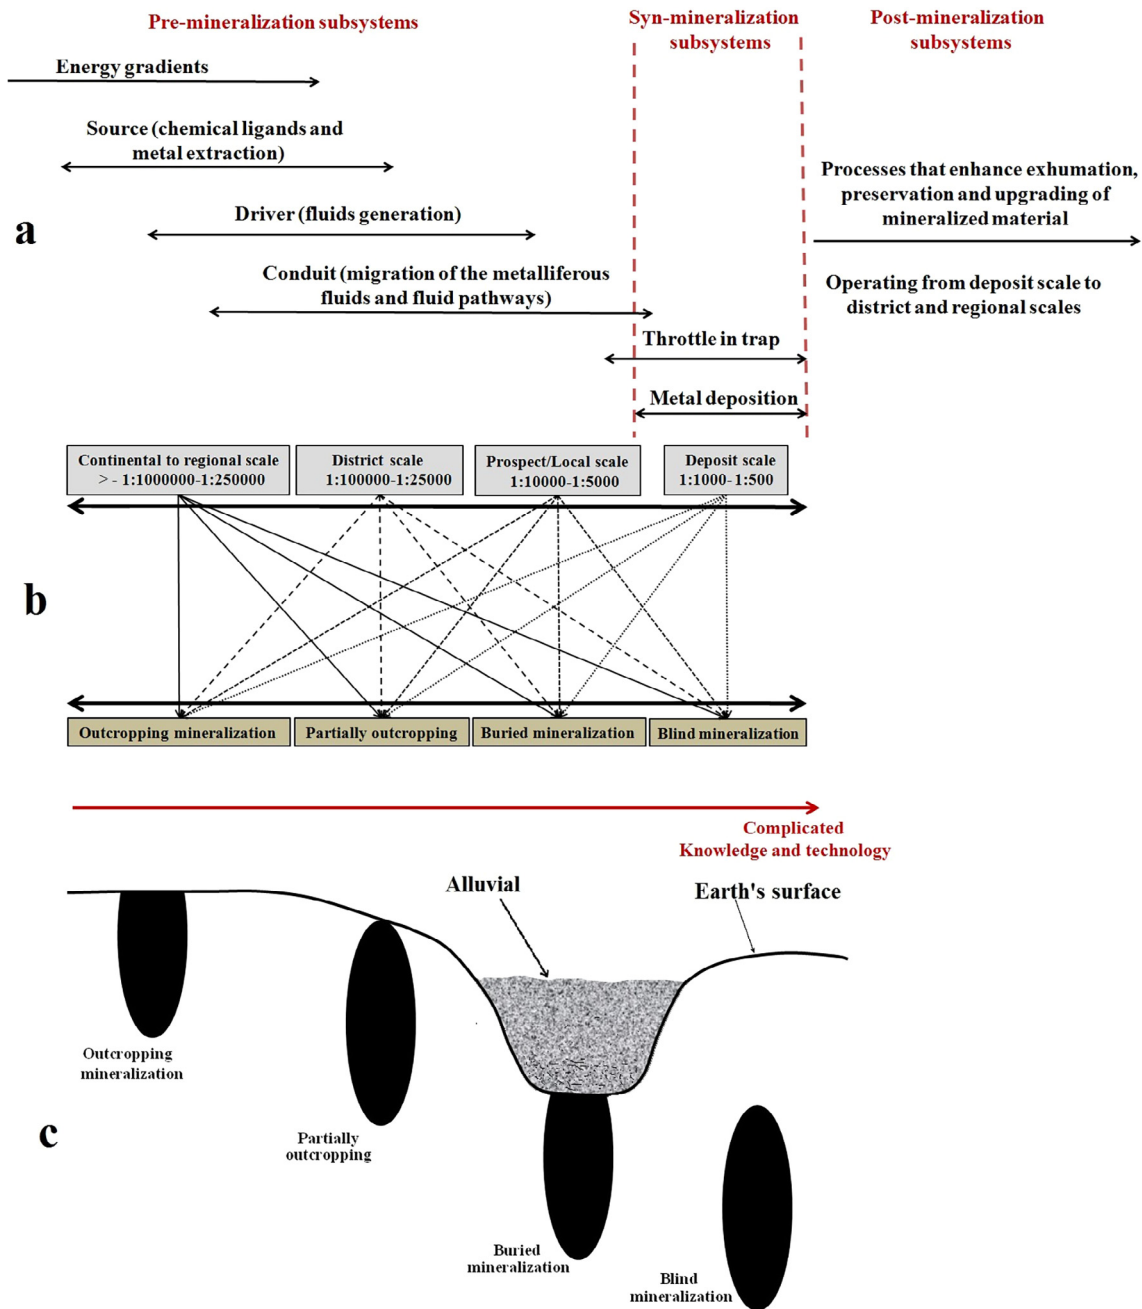 Pre-mineralization subsystems
Syn-mineralization
subsystems
Post-mineralization
subsystems
Energy gradients
Source (chemical ligands and
metal extraction)
Driver (fluids generation)
Conduit (migration of the metalliferous
fluids and fluid pathways)
Throttle in trap
Metal deposition
Processes that enhance exhumation,
preservation and upgrading of
mineralized material
Operating from deposit scale to
district and regional scales
a
Continental to regional scale
> - 1:1000000-1:250000
District scale
1:100000-1:25000
Prospect/Local scale
1:10000-1:5000
Deposit scale
1:1000- 1:500
b
Outcropping mineralization
Partially outcropping
Buried mineralization
Blind mineralization
Complicated
Knowledge and technology
Alluvial
Earth's surface
Outcropping
mineralization
Partially
outcropping
c
Buried
mineralization
Blind
mineralization